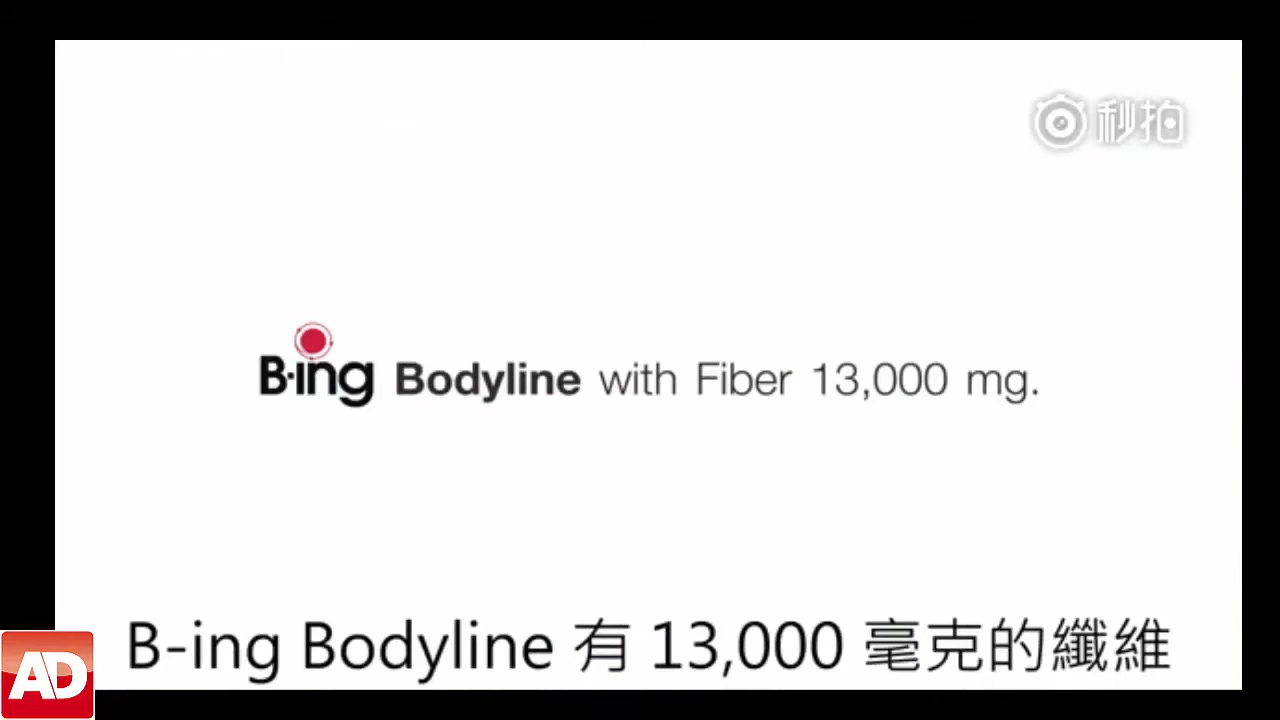 秒拍
B-ing Bodyline with Fiber 13,000 mg.
B-ing Bodyline 有 13,000 毫克的纖維
AD